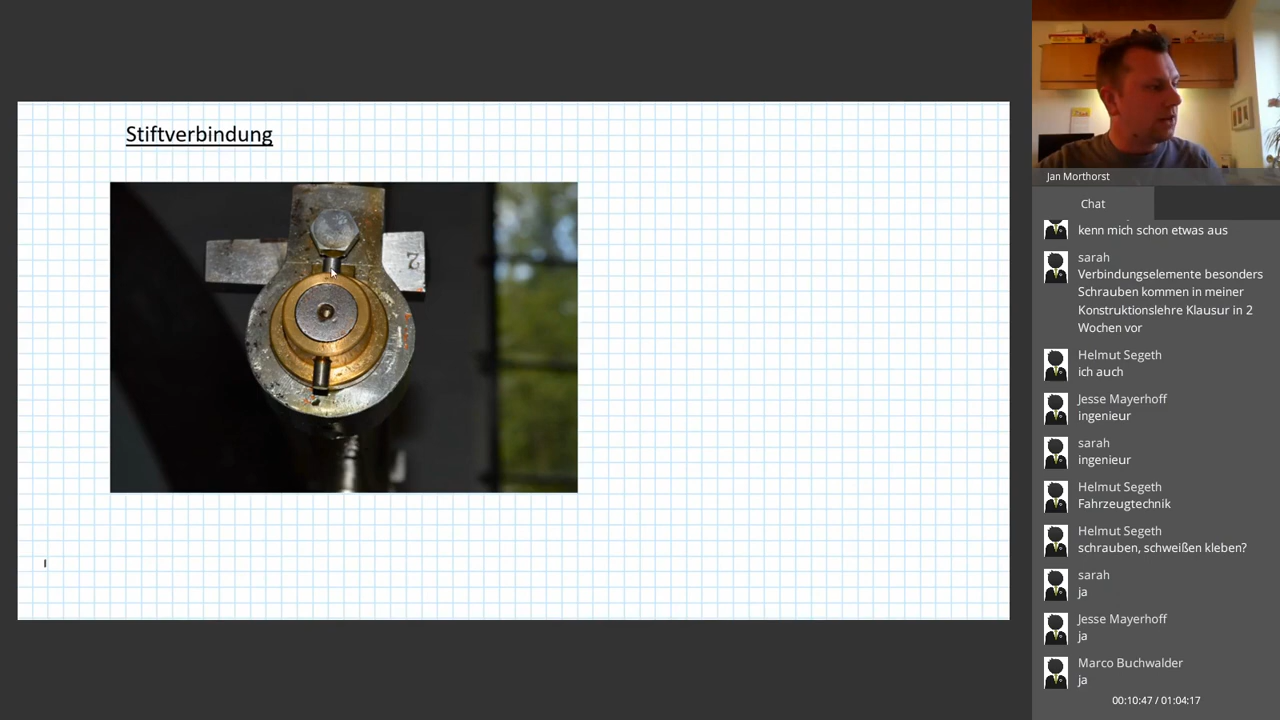 Stiftverbindung
2
Jan Morthorst
Chat
kenn mich schon etwas aus
sarah
Verbindungselemente besonders
Schrauben kommen in meiner
Konstruktionslehre Klausur in 2
Wochen vor
Helmut Segeth
ich auch
Jesse Mayerhoff
ingenieur
sarah
ingenieur
Helmut Segeth
Fahrzeugtechnik
Helmut Segeth
schrauben, schweißen kleben?
sarah
ja
Jesse Mayerhoff
ja
Marco Buchwalder
ja
00:10:47 / 01:04:17